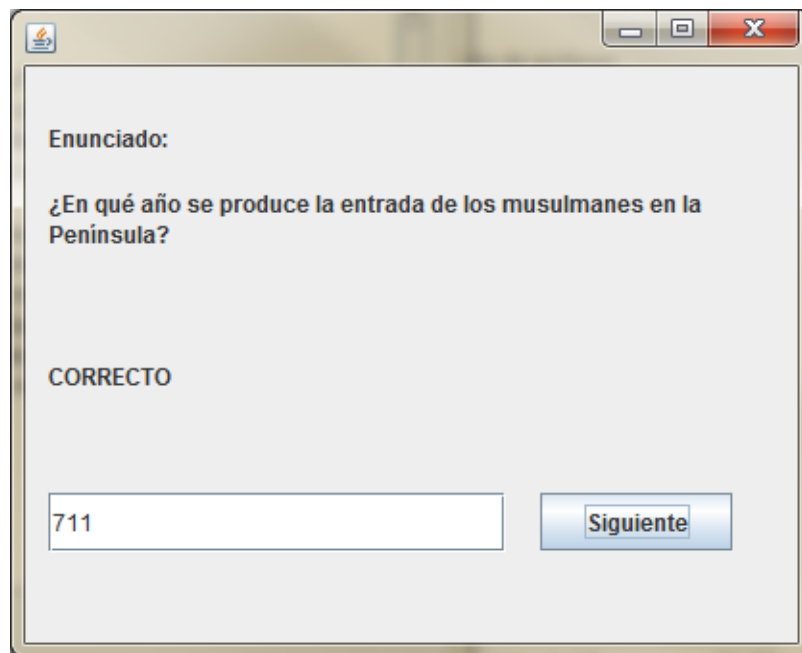 Enunciado:
¿En qué año se produce la entrada de los musulmanes en la
Península?
CORRECTO
711
Siguiente